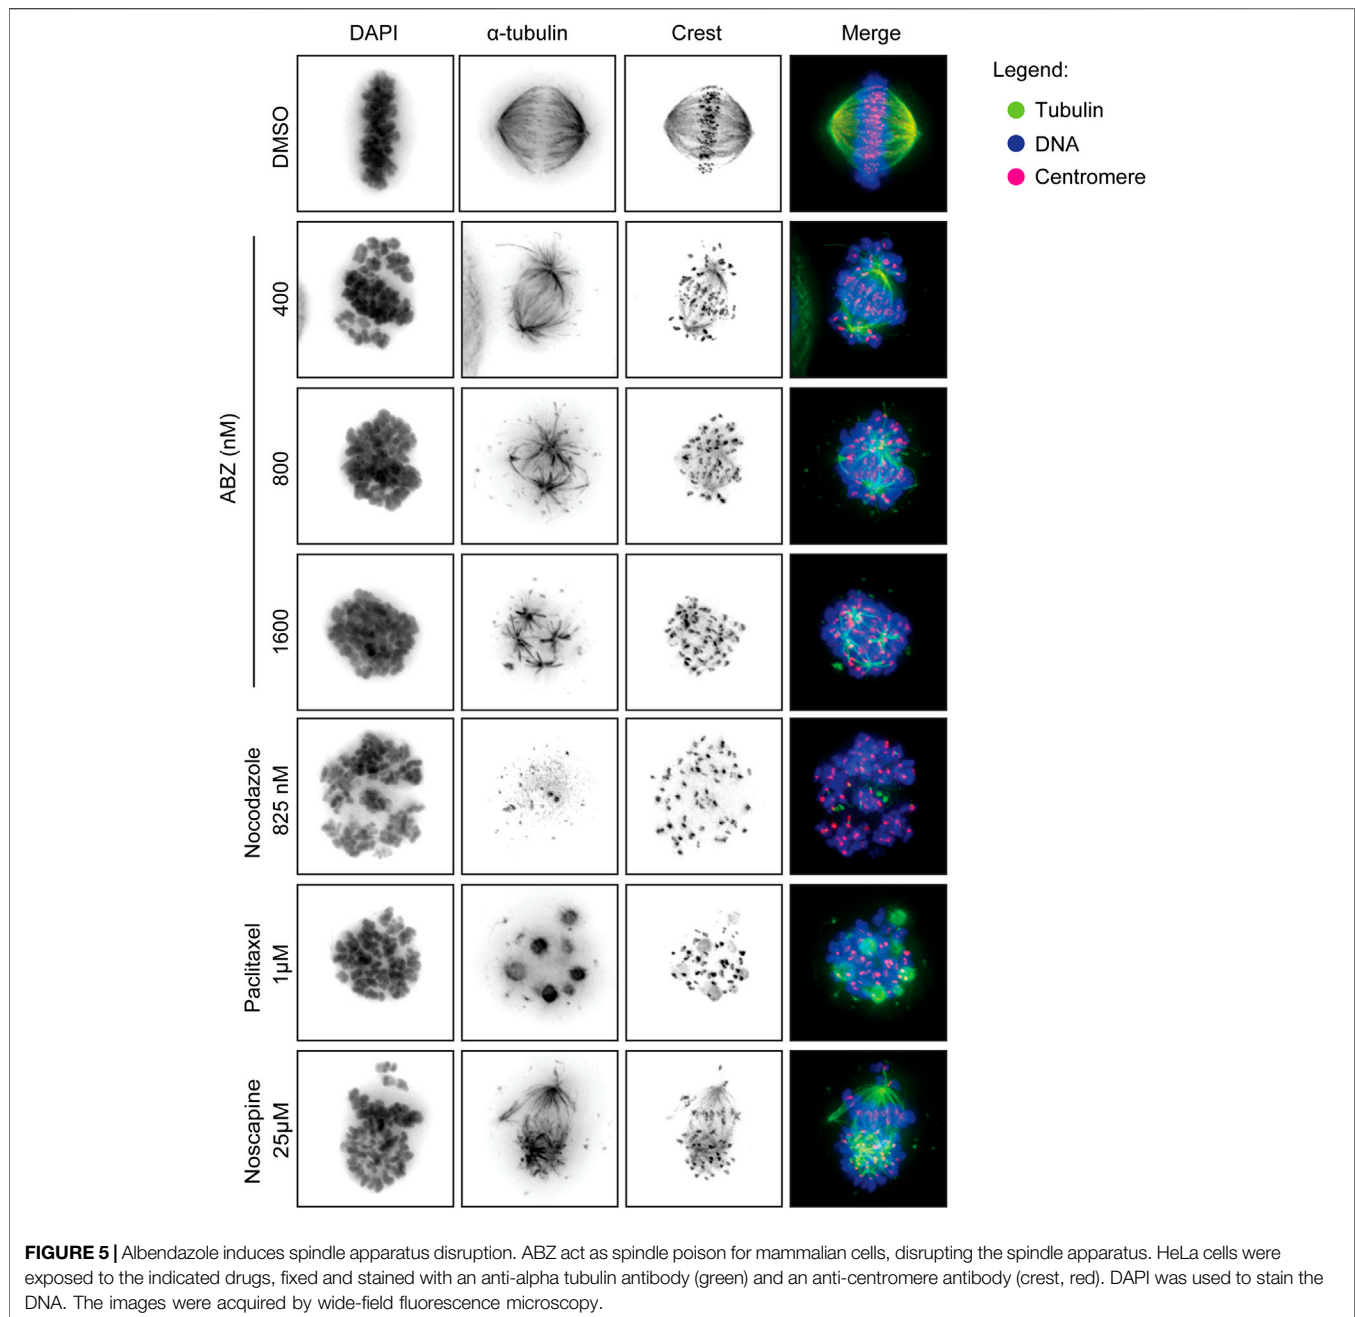 DAPI
α-tubulin
Crest
Merge
Legend:
Tubulin
DNA
Centromere
DMSO
ABZ (nM)
400
800
1600
Nocodazole
825 nM
Paclitaxel
1µM
Noscapine
25µM
FIGURE 5 | Albendazole induces spindle apparatus disruption. ABZ act as spindle poison for mammalian cells, disrupting the spindle apparatus. HeLa cells were
exposed to the indicated drugs, fixed and stained with an anti-alpha tubulin antibody (green) and an anti-centromere antibody (crest, red). DAPI was used to stain the
DNA. The images were acquired by wide-field fluorescence microscopy.